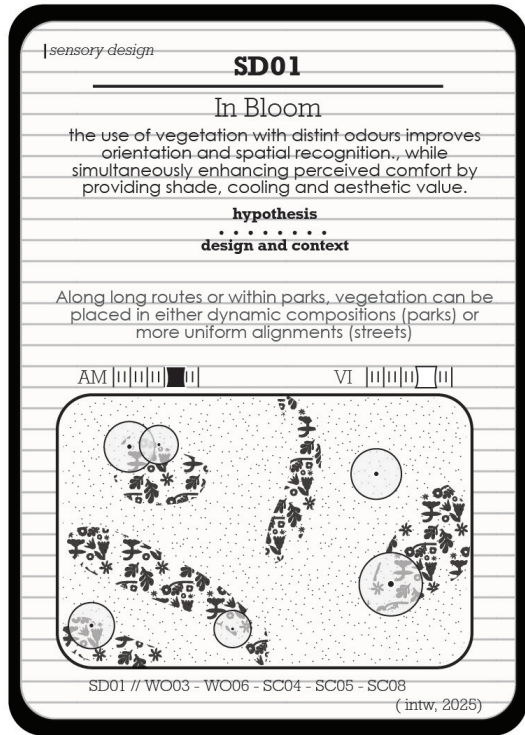 sensory design
SD01
In Bloom
the use of vegetation with distint odours improves
orientation and spatial recognition., while
simultaneously enhancing perceived comfort by
providing shade, cooling and aesthetic value.
hypothesis
design and context
Along long routes or within parks, vegetation can be
placed in either dynamic compositions (parks) or
more uniform alignments (streets)
AM VI
SD01 // WO03 - WO06 - SC04 - SC05 - SC08
( intw, 2025)